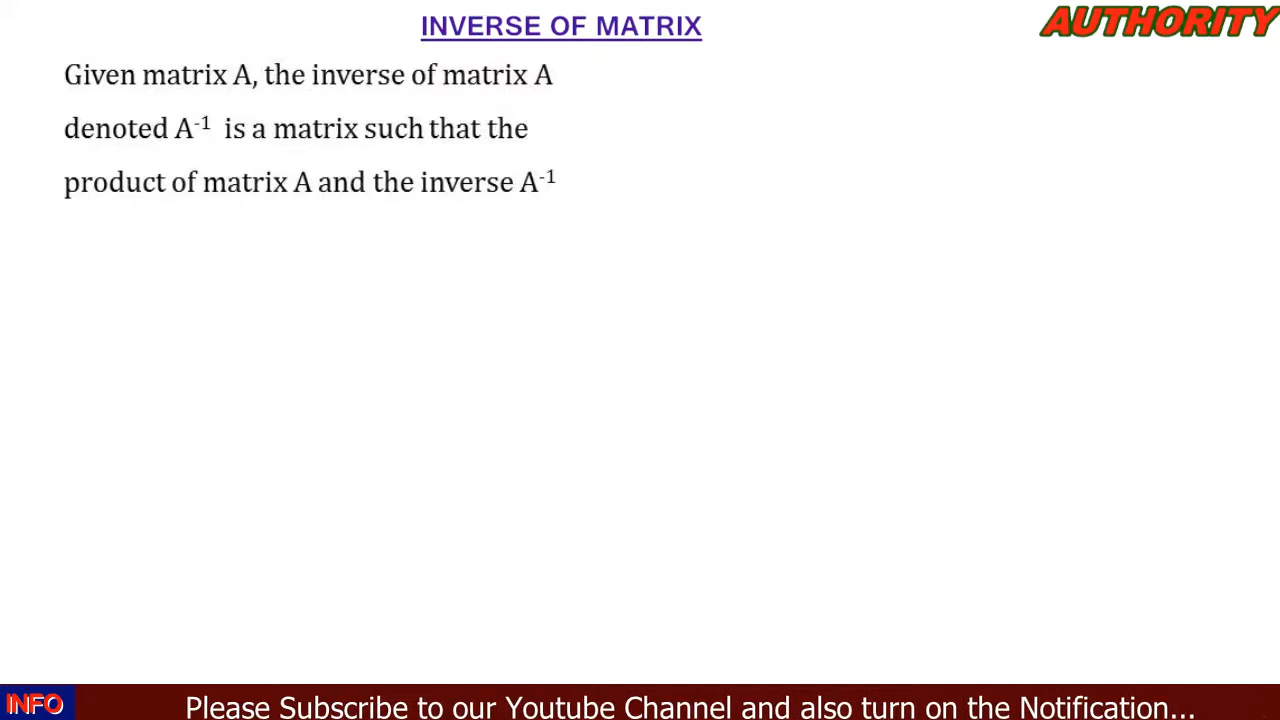 INVERSE OF MATRIX
AUTHORITY
Given matrix A, the inverse of matrix A
denoted A⁻¹ is a matrix such that the
product of matrix A and the inverse A⁻¹
INFO
Please Subscribe to our Youtube Channel and also turn on the Notification...